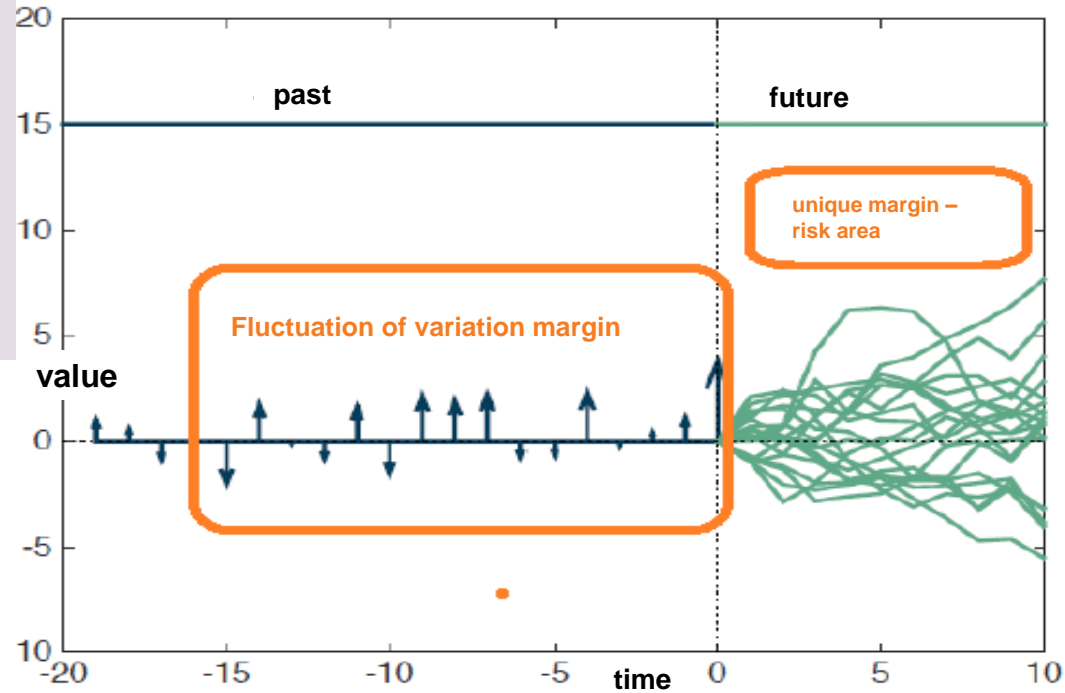 20
past
future
15
unique margin –
risk area
10
Fluctuation of variation margin
5
value
0
-5
10
-20
-15
-10
-5
time
0
5
10